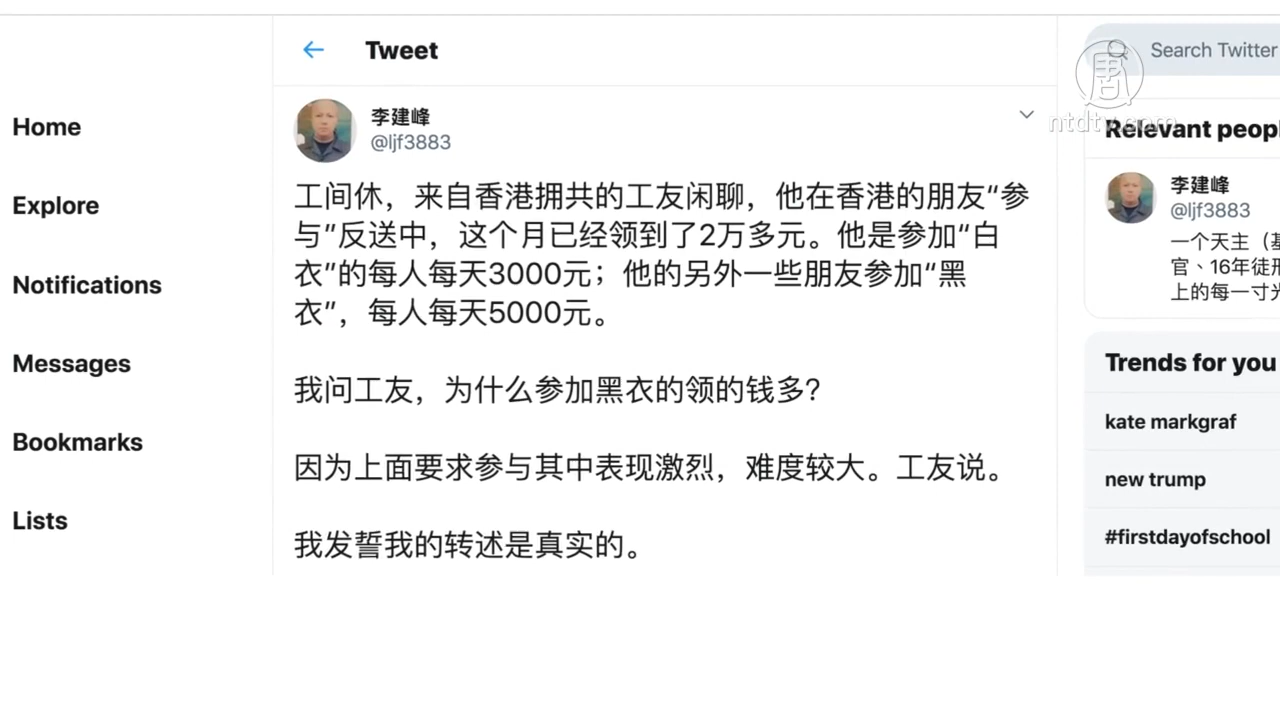 Tweet
Search Twitter
唐
ntdtv.com
Home
Explore
Notifications
Messages
Bookmarks
Lists
李建峰
@ljf3883
工间休，来自香港拥共的工友闲聊，他在香港的朋友“参
与”反送中，这个月已经领到了2万多元。他是参加“白
衣”的每人每天3000元；他的另外一些朋友参加“黑
衣”，每人每天5000元。
我问工友，为什么参加黑衣的领的钱多？
因为上面要求参与其中表现激烈，难度较大。工友说。
我发誓我的转述是真实的。
Relevant peopl
李建峰
@ljf3883
一个天主（基
官、16年徒刑
上的每一寸光
Trends for you
kate markgraf
new trump
#firstdayofschool